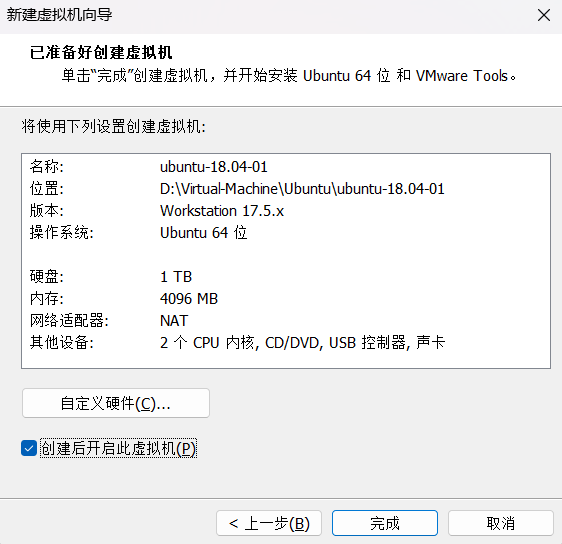 新建虚拟机向导
已准备好创建虚拟机
单击“完成”创建虚拟机，并开始安装 Ubuntu 64 位 和 VMware Tools。
将使用下列设置创建虚拟机:
名称: ubuntu-18.04-01
位置: D:\Virtual-Machine\Ubuntu\ubuntu-18.04-01
版本: Workstation 17.5.x
操作系统: Ubuntu 64 位
硬盘: 1 TB
内存: 4096 MB
网络适配器: NAT
其他设备: 2 个 CPU 内核, CD/DVD, USB 控制器, 声卡
自定义硬件(C)...
创建后开启此虚拟机(P)
< 上一步(B) 完成 取消